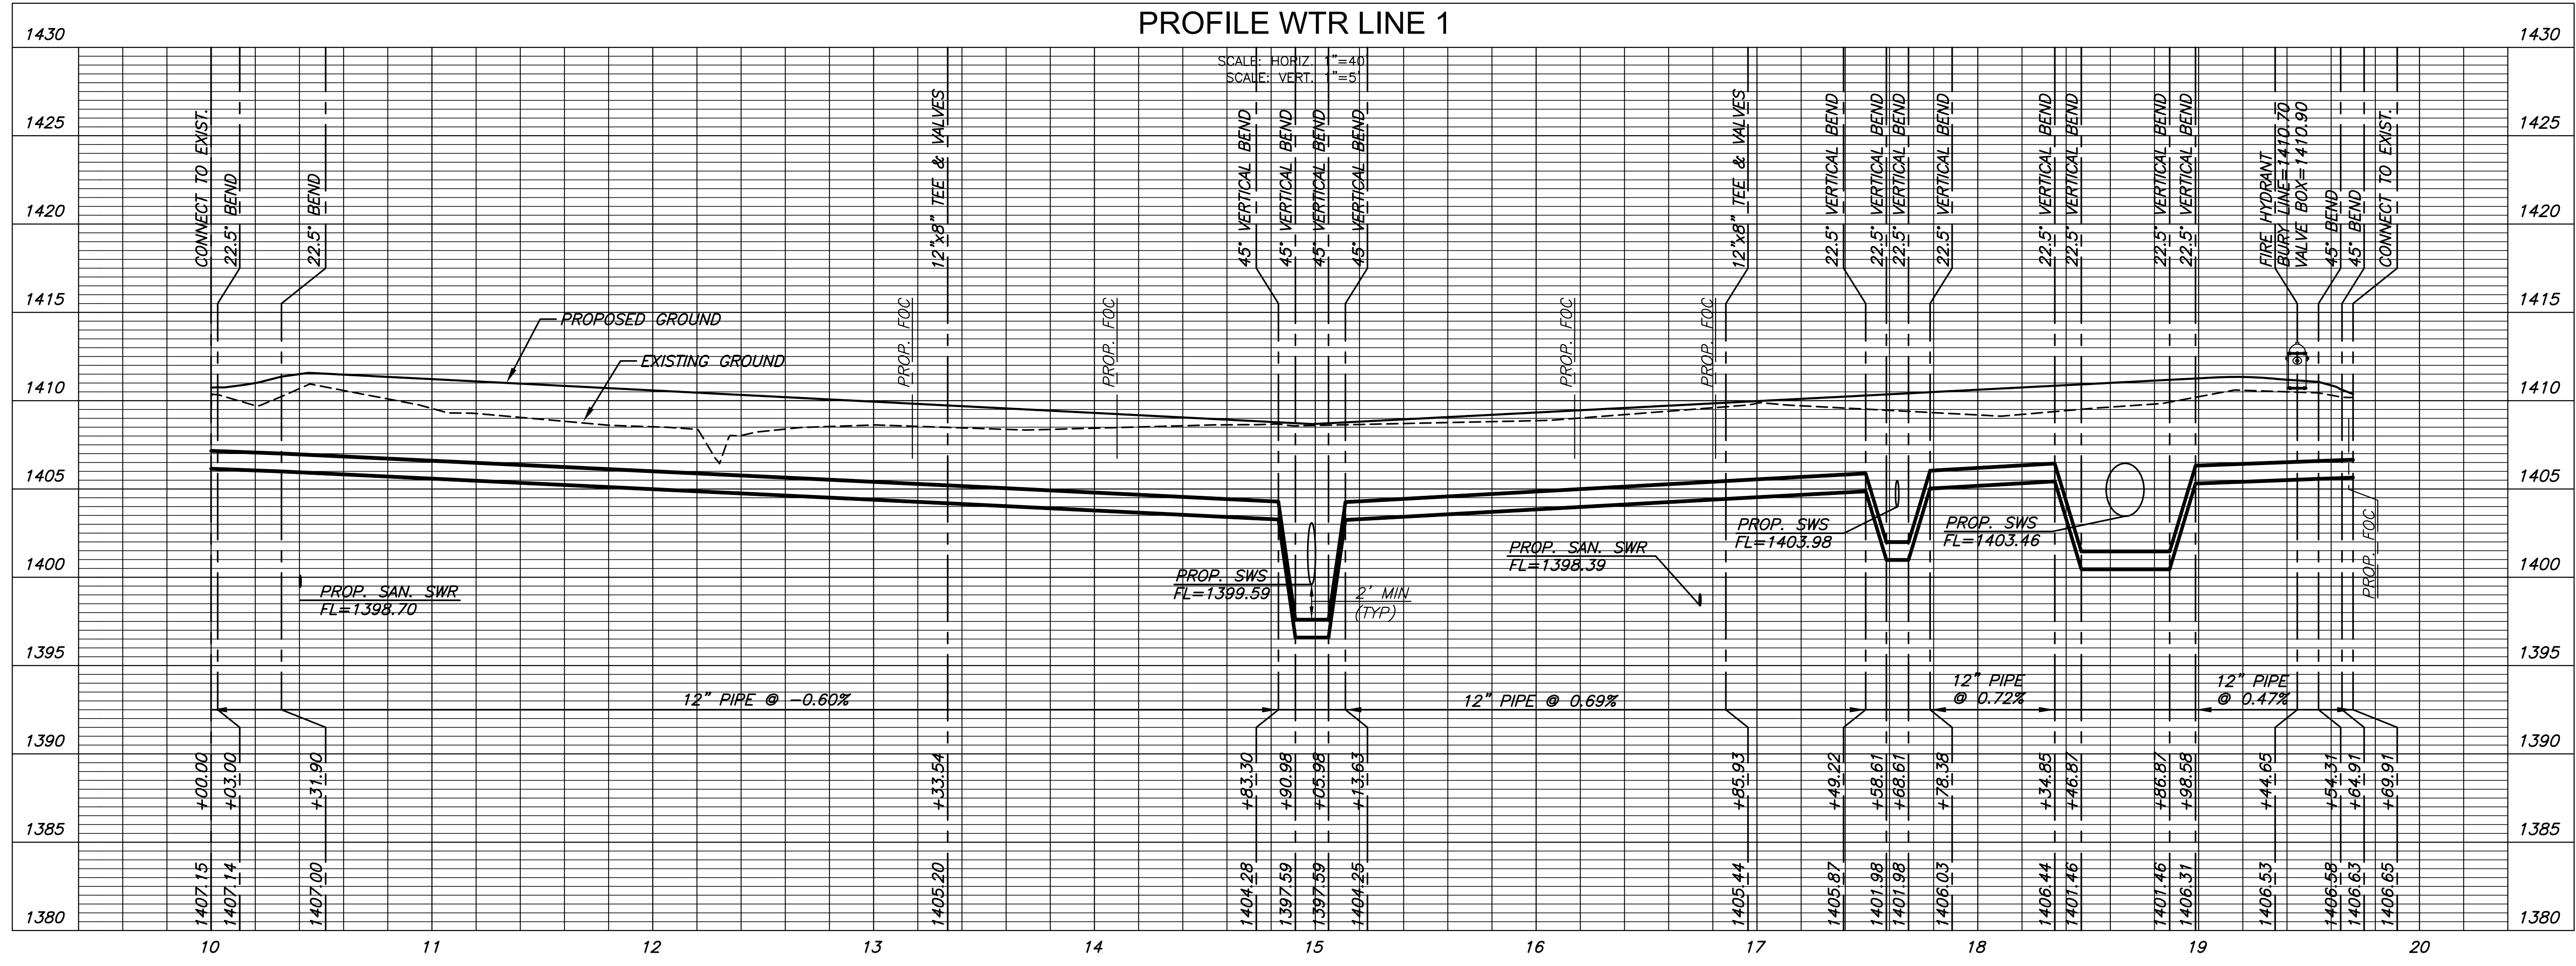 PROFILE WTR LINE 1
SCALE: HORIZ. 1"=40'
SCALE: VERT. 1"=5'
1430
1430
1425
1425
1420
1420
1415
1415
1410
1410
1405
1405
1400
1400
1395
1395
1390
1390
1385
1385
1380
1380
CONNECT TO EXIST.
22.5° BEND
22.5° BEND
12"x8" TEE & VALVES
45° VERTICAL BEND
45° VERTICAL BEND
45° VERTICAL BEND
45° VERTICAL BEND
12"x8" TEE & VALVES
22.5° VERTICAL BEND
22.5° VERTICAL BEND
22.5° VERTICAL BEND
22.5° VERTICAL BEND
22.5° VERTICAL BEND
22.5° VERTICAL BEND
22.5° VERTICAL BEND
22.5° VERTICAL BEND
FIRE HYDRANT
BURY LINE=1410.70
VALVE BOX=1410.90
45° BEND
45° BEND
CONNECT TO EXIST.
PROPOSED GROUND
EXISTING GROUND
PROP. FOC
PROP. FOC
PROP. FOC
PROP. FOC
PROP. SAN. SWR
FL=1398.70
PROP. SWS
FL=1399.59
2' MIN
(TYP)
PROP. SAN. SWR
FL=1398.39
PROP. SWS
FL=1403.98
PROP. SWS
FL=1403.46
PROP. FOC
12" PIPE @ -0.60%
12" PIPE @ 0.69%
12" PIPE
@ 0.72%
12" PIPE
@ 0.47%
+00.00
+03.00
+31.90
+33.54
+83.30
+90.98
+05.98
+13.63
+85.93
+49.22
+58.61
+68.61
+78.38
+34.85
+46.87
+86.87
+98.58
+44.65
+54.31
+64.91
+69.91
1407.15
1407.14
1407.00
1405.20
1404.28
1397.59
1397.59
1404.25
1405.44
1405.87
1401.98
1401.98
1406.03
1406.44
1401.46
1401.46
1406.31
1406.53
1406.58
1406.63
1406.65
10
11
12
13
14
15
16
17
18
19
20